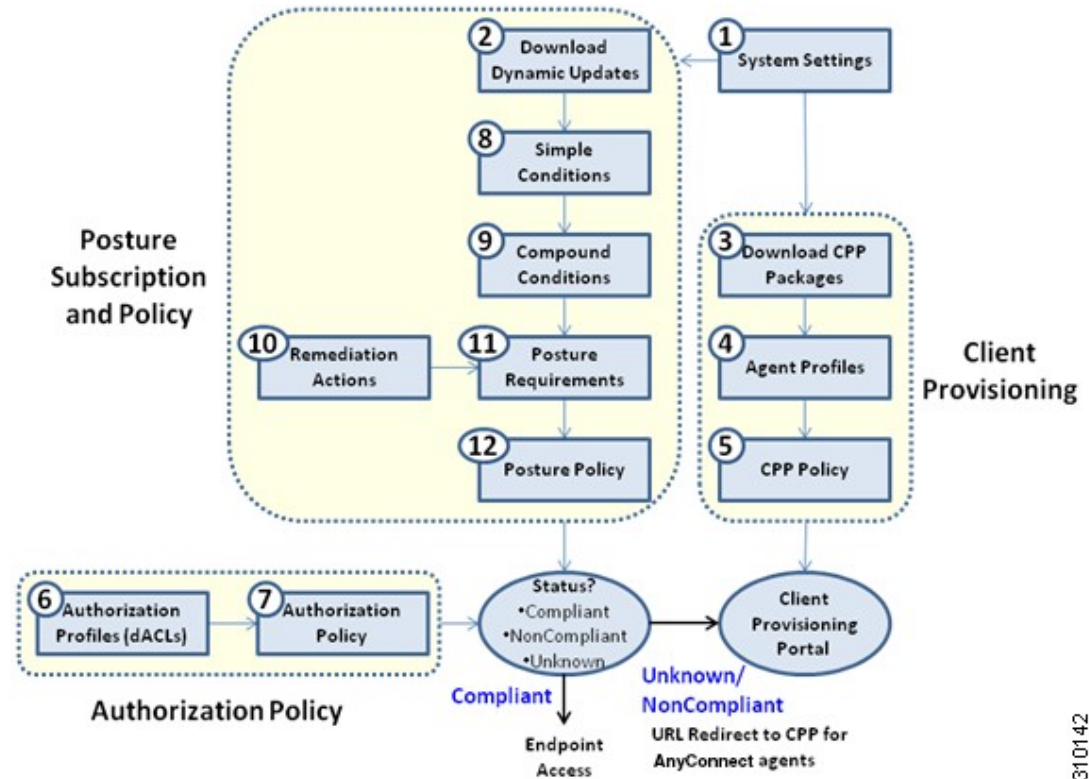 2
Download
Dynamic Updates
1
System Settings
8
Simple
Conditions
Posture
Subscription
and Policy
9
Compound
Conditions
3
Download CPP
Packages
10
Remediation
Actions
11
Posture
Requirements
4
Agent Profiles
Client
Provisioning
12
Posture Policy
5
CPP Policy
6
Authorization
Profiles (dACLs)
7
Authorization
Policy
Status?
•Compliant
•NonCompliant
•Unknown
Client
Provisioning
Portal
Authorization Policy
Compliant
Unknown/
NonCompliant
URL Redirect to CPP for
AnyConnect agents
Endpoint
Access
310142